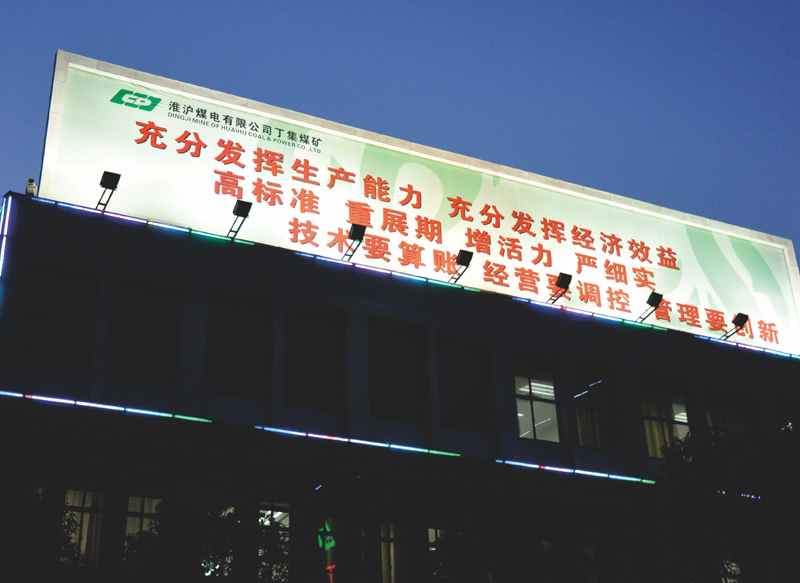 淮沪煤电有限公司丁集煤矿
DINGJI MINE OF HUAIHU COAL & POWER CO., LTD
充分发挥生产能力 充分发挥经济效益
高标准 重展期 增活力 严细实
技术要算账 经营要调控 管理要创新